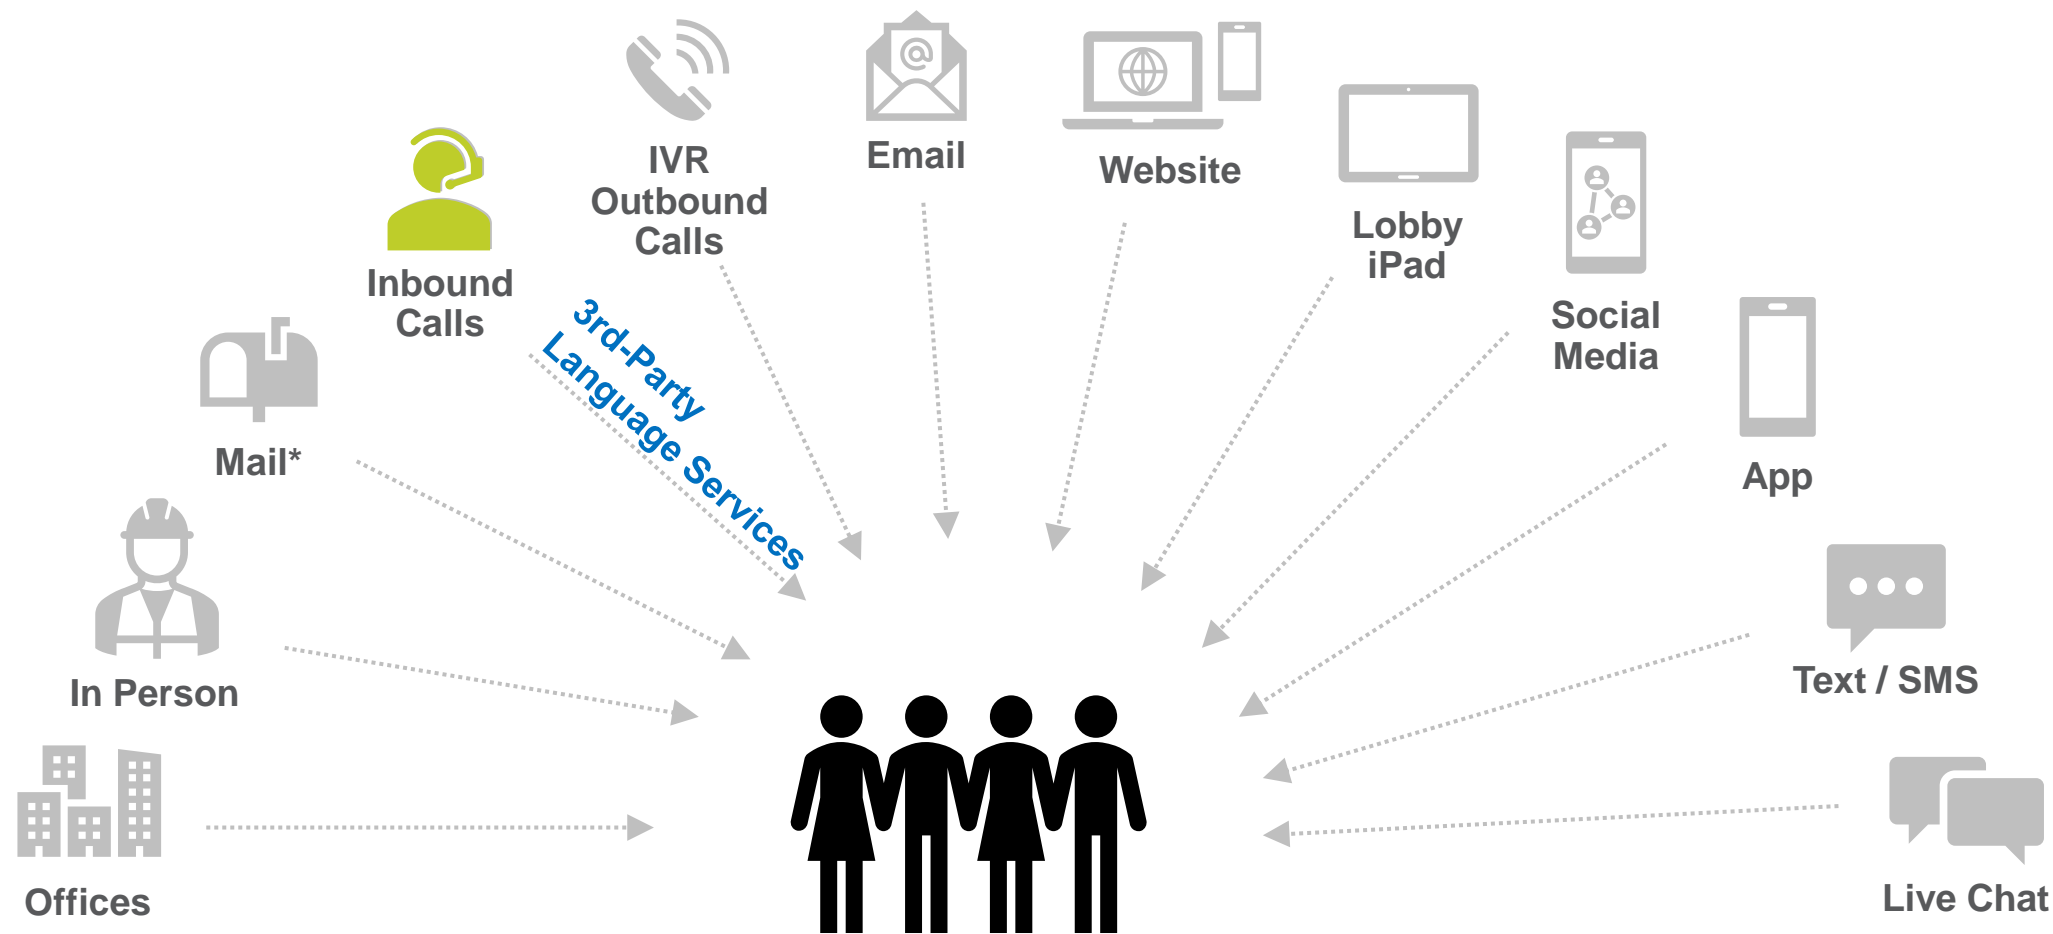 IVR
Outbound
Calls
Email
Website
Lobby
iPad
Inbound
Calls
3rd-Party
Language Services
Social
Media
Mail*
App
In Person
Text / SMS
Offices
Live Chat
@